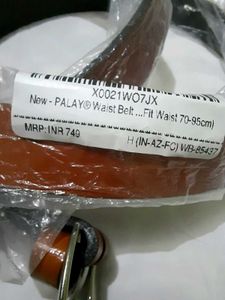 X0021WO7JX
New - PALAY® Waist Belt ...Fit Waist 70-95cm)
MRP: INR 749
H (IN-AZ-FC) WB-85437